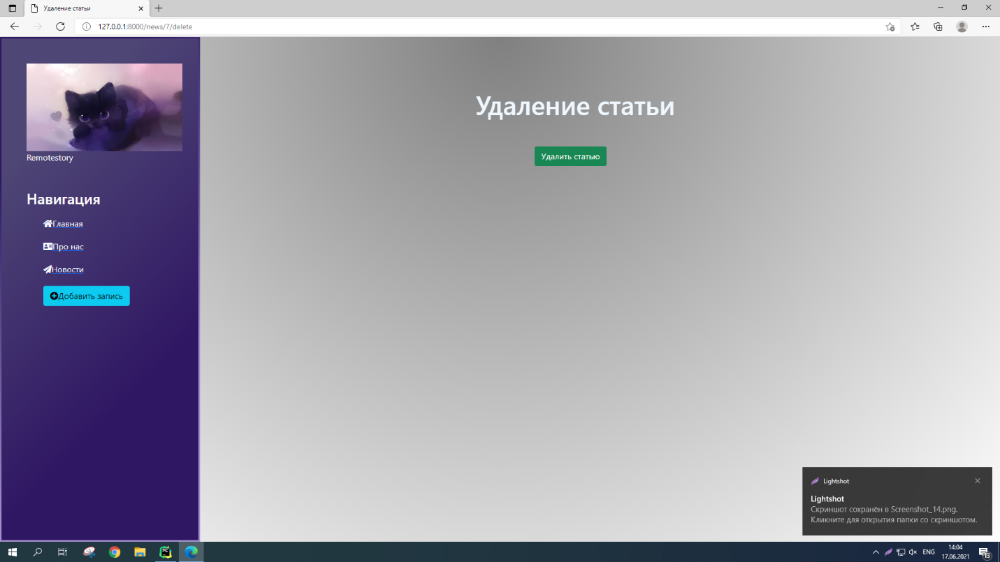 Удаление статьи
127.0.0.1:8000/news/7/delete
Remotestory
Навигация
Главная
Про нас
Новости
Добавить запись
Удаление статьи
Удалить статью
Lightshot
Lightshot
Скриншот сохранён в Screenshot_14.png.
Кликните для открытия папки со скриншотом.
PC
ENG
14:04
17.06.2021
13